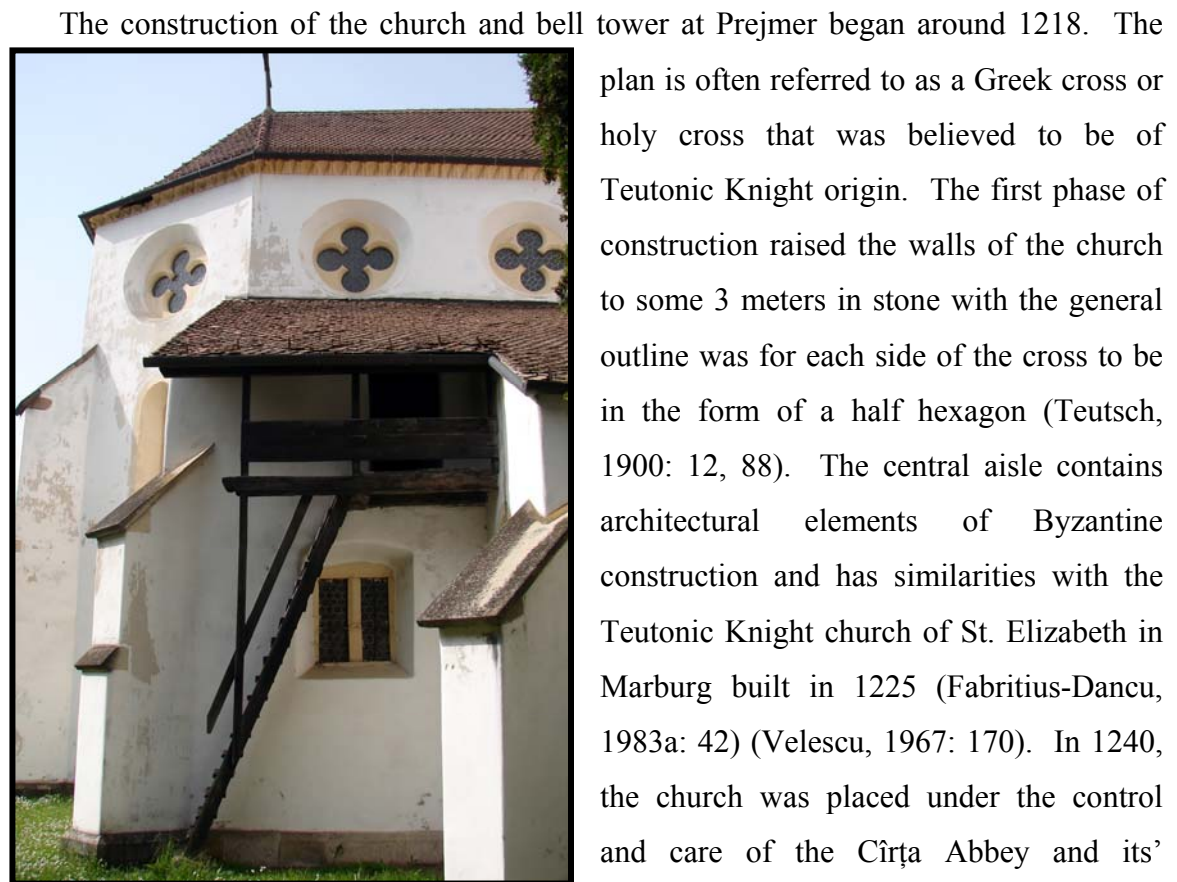 The construction of the church and bell tower at Prejmer began around 1218. The
plan is often referred to as a Greek cross or
holy cross that was believed to be of
Teutonic Knight origin. The first phase of
construction raised the walls of the church
to some 3 meters in stone with the general
outline was for each side of the cross to be
in the form of a half hexagon (Teutsch,
1900: 12, 88). The central aisle contains
architectural elements of Byzantine
construction and has similarities with the
Teutonic Knight church of St. Elizabeth in
Marburg built in 1225 (Fabritius-Dancu,
1983a: 42) (Velescu, 1967: 170). In 1240,
the church was placed under the control
and care of the Cîrţa Abbey and its’